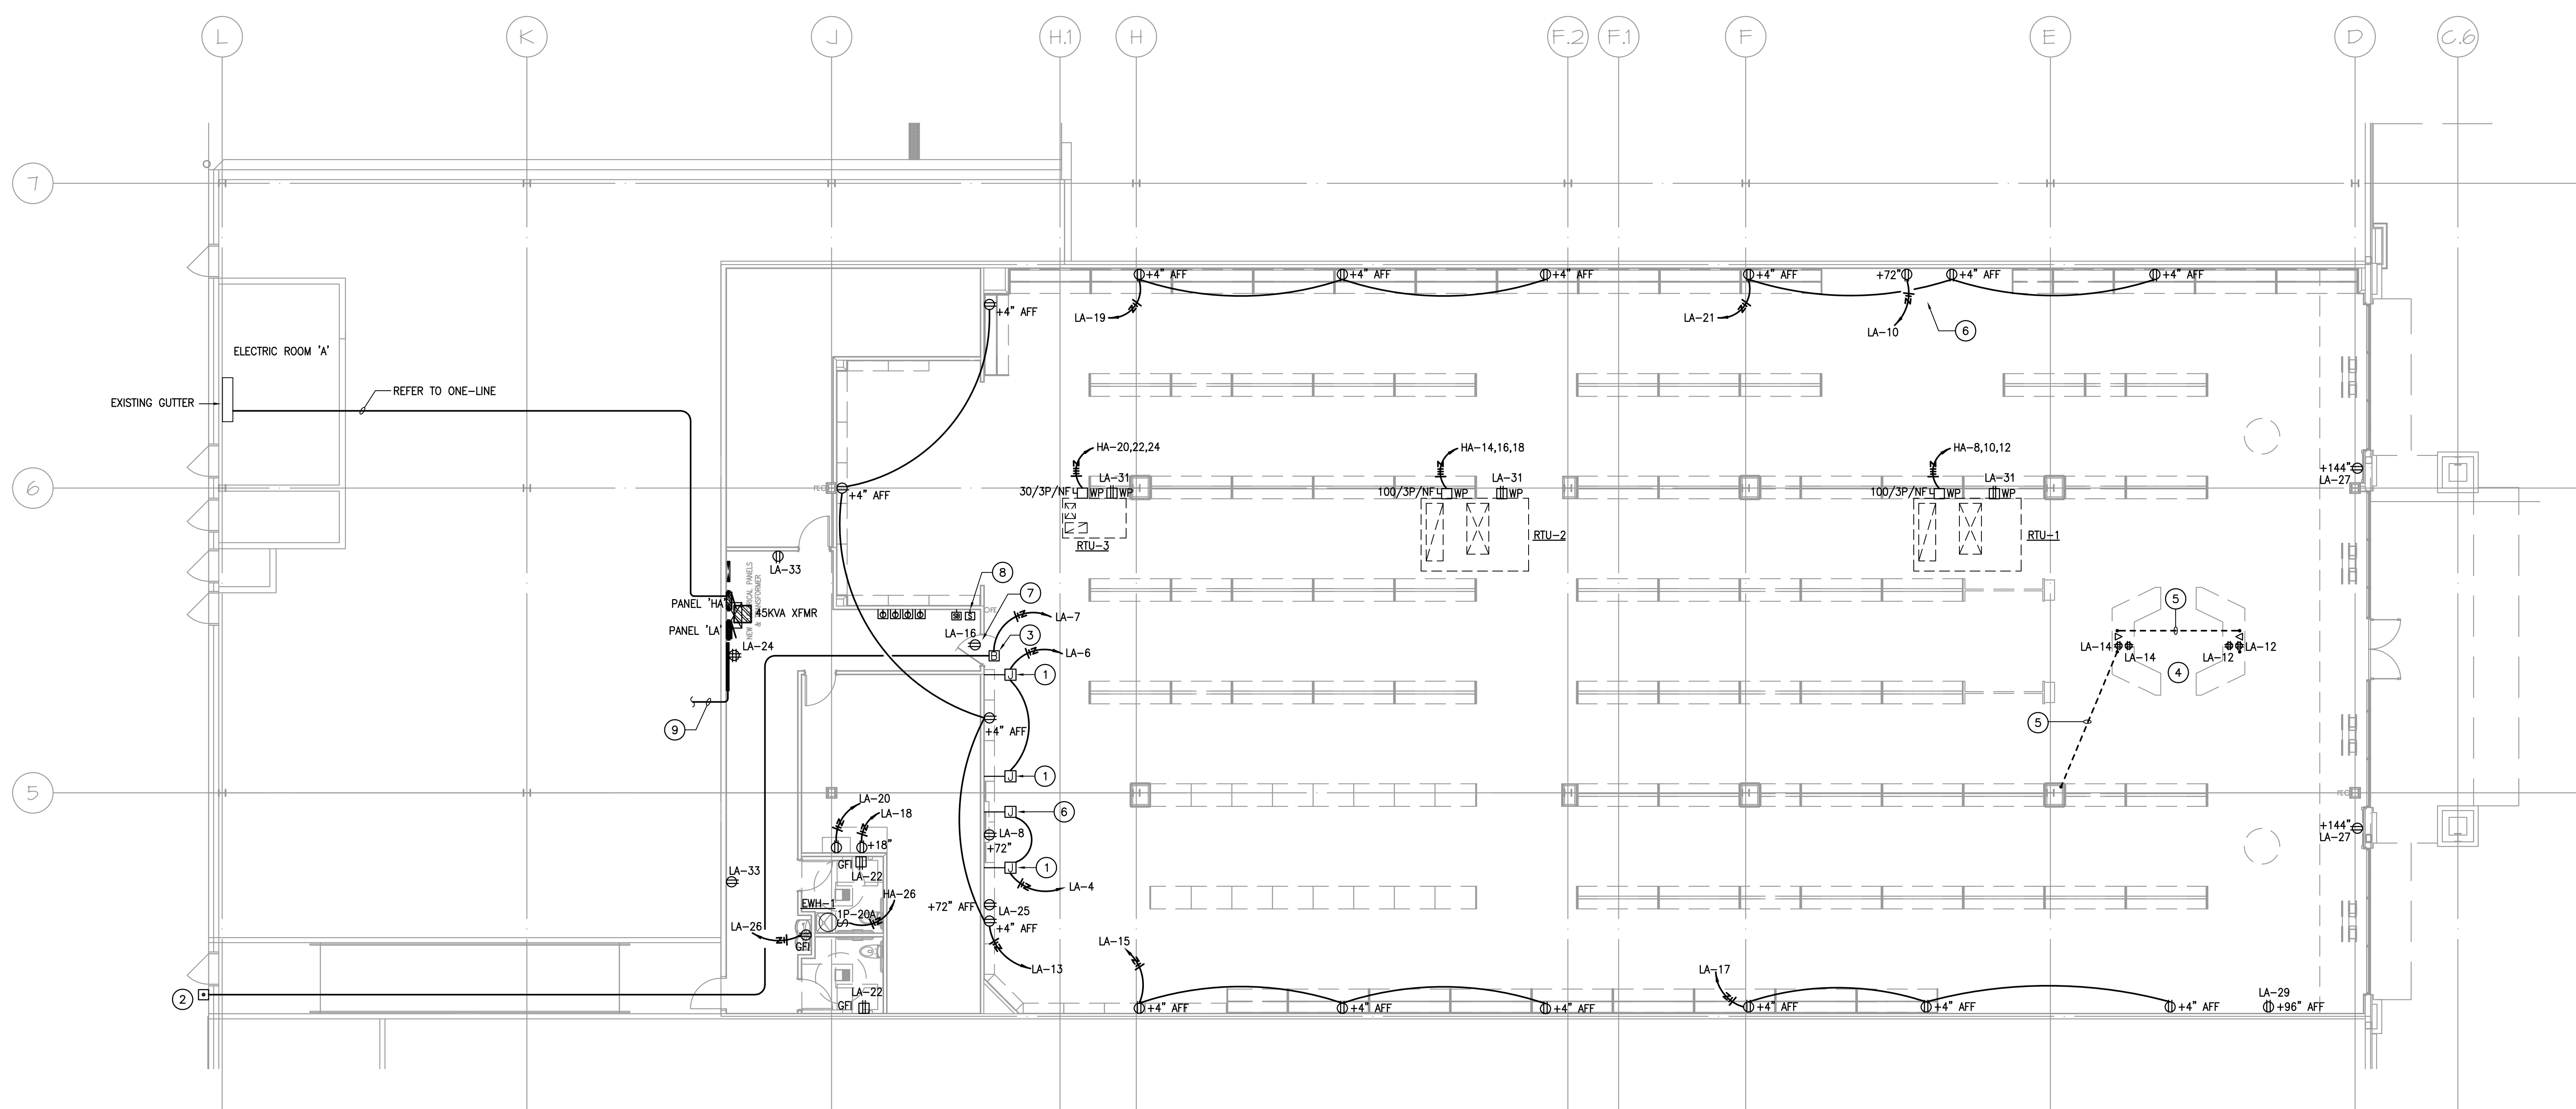 L
K
J
H.1
H
F.2
F.1
F
E
D
C.6
7
+4" AFF
+4" AFF
+4" AFF
+4" AFF
+72"
+4" AFF
+4" AFF
+4" AFF
LA-19
LA-21
LA-10
6
ELECTRIC ROOM 'A'
REFER TO ONE-LINE
EXISTING GUTTER
HA-20,22,24
HA-14,16,18
HA-8,10,12
+144"
LA-27
6
FEC
+4" AFF
LA-31
30/3P/NF
WP
WP
LA-31
100/3P/NF
WP
WP
LA-31
100/3P/NF
WP
WP
RTU-3
RTU-2
RTU-1
LA-33
8
NEW ELECTRICAL PANELS
& TRANSFORMER
PANEL 'HA'
45KVA XFMR
PANEL 'LA'
LA-24
7
LA-7
LA-16
3
B
S
LA-6
J
1
5
LA-14
LA-14
LA-12
LA-12
4
5
9
+4" AFF
J
1
5
FEC
LA-20
LA-18
J
6
LA-8
+72"
+18"
GFI
LA-22
J
1
LA-4
+144"
LA-27
LA-33
HA-26
EWH-1
1P-20A
+72" AFF
LA-25
+4" AFF
LA-26
GFI
LA-13
LA-15
LA-17
LA-22
GFI
2
+4" AFF
+4" AFF
+4" AFF
+4" AFF
+4" AFF
+4" AFF
LA-29
+96" AFF